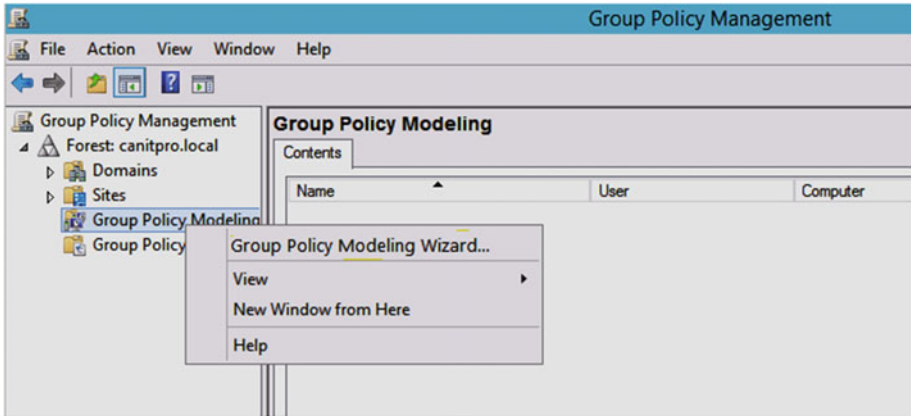 Group Policy Management
File Action View Window Help
Group Policy Management
Forest: canitpro.local
Domains
Sites
Group Policy Modeling
Group Policy
Group Policy Modeling
Contents
Name User Computer
Group Policy Modeling Wizard...
View
New Window from Here
Help